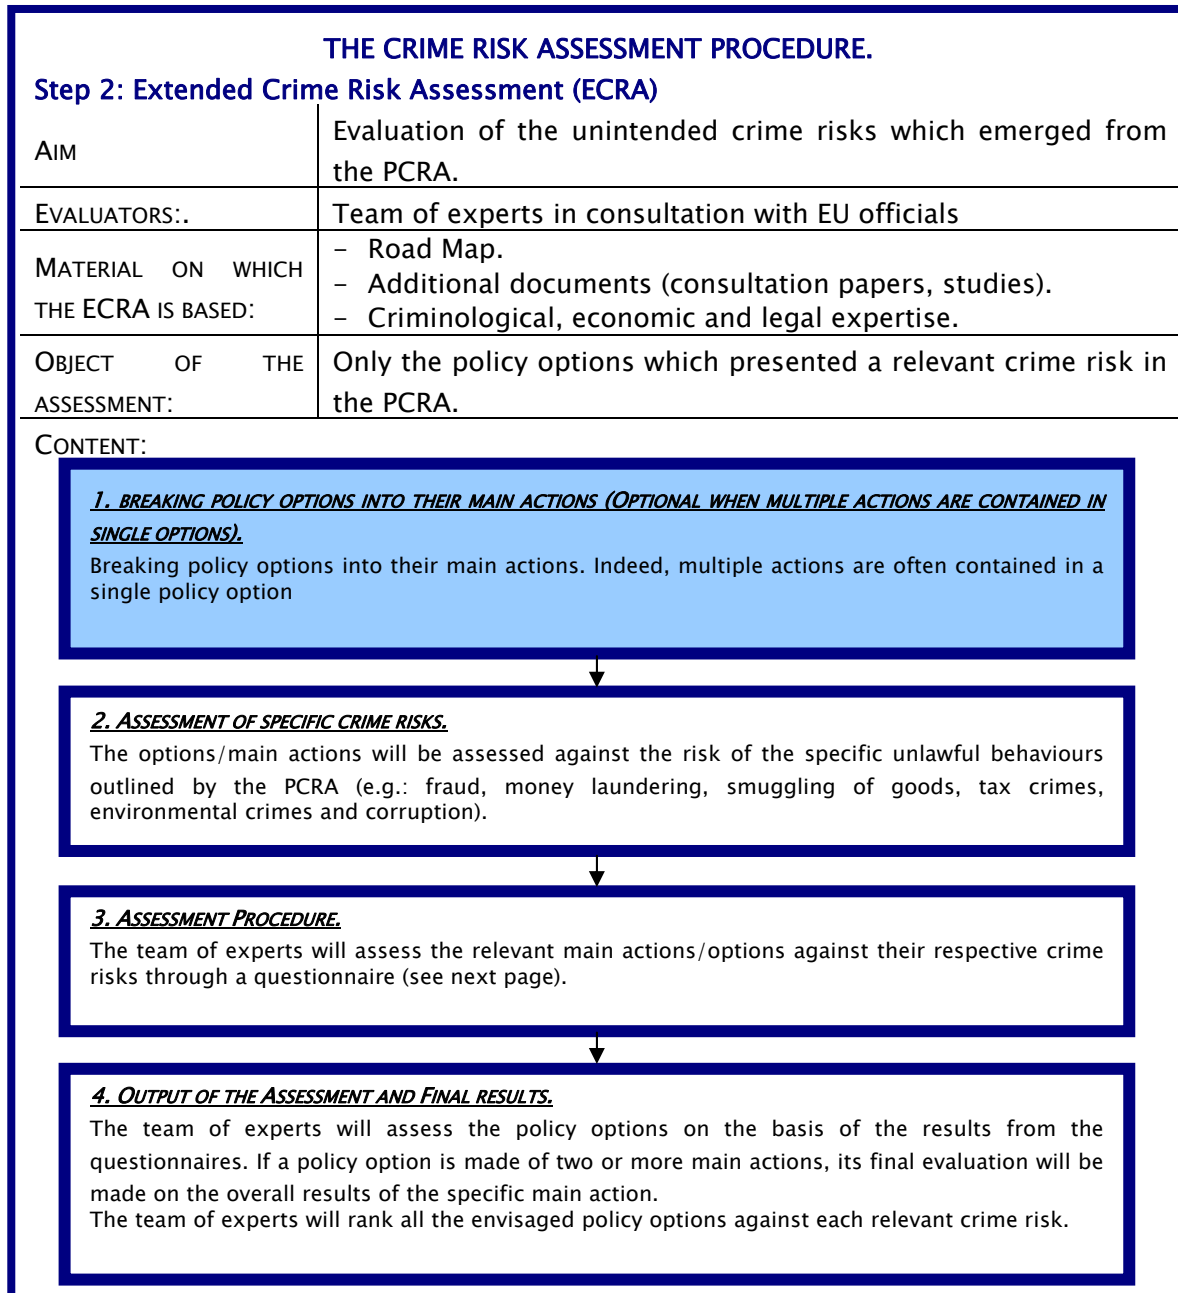 THE CRIME RISK ASSESSMENT PROCEDURE.
Step 2: Extended Crime Risk Assessment (ECRA)
AIM
Evaluation of the unintended crime risks which emerged from
the PCRA.
EVALUATORS:.
Team of experts in consultation with EU officials
MATERIAL ON WHICH
THE ECRA IS BASED:
– Road Map.
– Additional documents (consultation papers, studies).
– Criminological, economic and legal expertise.
OBJECT OF THE
ASSESSMENT:
Only the policy options which presented a relevant crime risk in
the PCRA.
CONTENT:
1. BREAKING POLICY OPTIONS INTO THEIR MAIN ACTIONS (OPTIONAL WHEN MULTIPLE ACTIONS ARE CONTAINED IN
SINGLE OPTIONS).
Breaking policy options into their main actions. Indeed, multiple actions are often contained in a
single policy option
2. ASSESSMENT OF SPECIFIC CRIME RISKS.
The options/main actions will be assessed against the risk of the specific unlawful behaviours
outlined by the PCRA (e.g.: fraud, money laundering, smuggling of goods, tax crimes,
environmental crimes and corruption).
3. ASSESSMENT PROCEDURE.
The team of experts will assess the relevant main actions/options against their respective crime
risks through a questionnaire (see next page).
4. OUTPUT OF THE ASSESSMENT AND FINAL RESULTS.
The team of experts will assess the policy options on the basis of the results from the
questionnaires. If a policy option is made of two or more main actions, its final evaluation will be
made on the overall results of the specific main action.
The team of experts will rank all the envisaged policy options against each relevant crime risk.